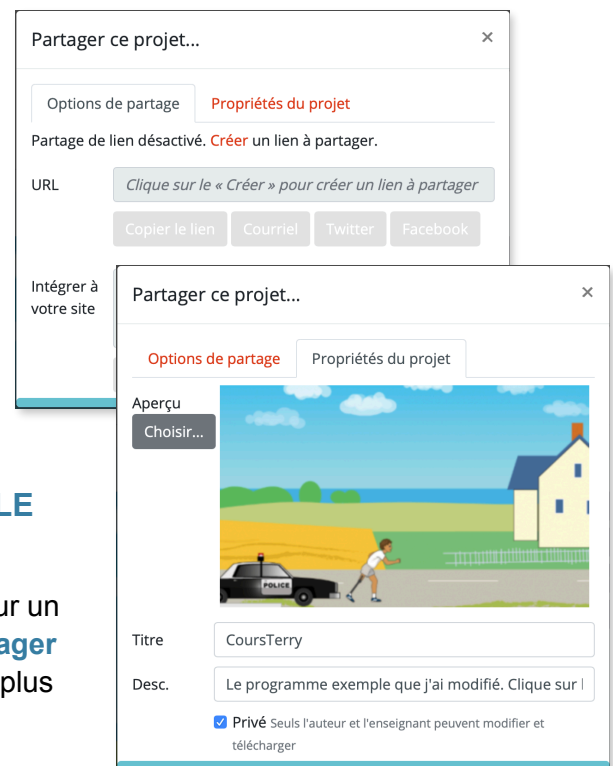 Partager ce projet... ×
Options de partage Propriétés du projet
Partage de lien désactivé. Créer un lien à partager.
URL Clique sur le « Créer » pour créer un lien à partager
Copier le lien Courriel Twitter Facebook
Intégrer à
votre site
Partager ce projet... ×
Options de partage Propriétés du projet
Aperçu
Choisir...
POLICE
Titre CoursTerry
Desc. Le programme exemple que j'ai modifié. Clique sur l
Privé Seuls l'auteur et l'enseignant peuvent modifier et
télécharger
LE
ur un
ager
plus